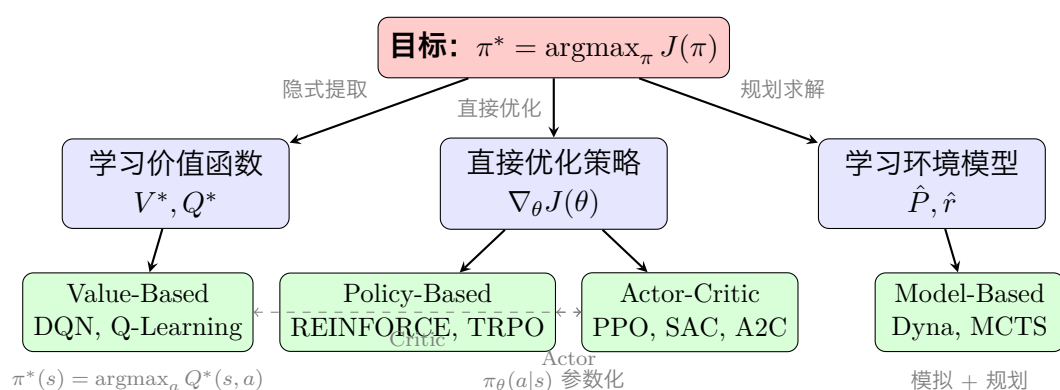 目标：π* = argmax_π J(π)
隐式提取
直接优化
规划求解
学习价值函数
V*, Q*
直接优化策略
∇_θ J(θ)
学习环境模型
P̂, r̂
Value-Based
DQN, Q-Learning
Policy-Based
REINFORCE, TRPO
Actor-Critic
PPO, SAC, A2C
Model-Based
Dyna, MCTS
Critic
Actor
π*(s) = argmax_a Q*(s, a)
π_θ(a|s) 参数化
模拟 + 规划